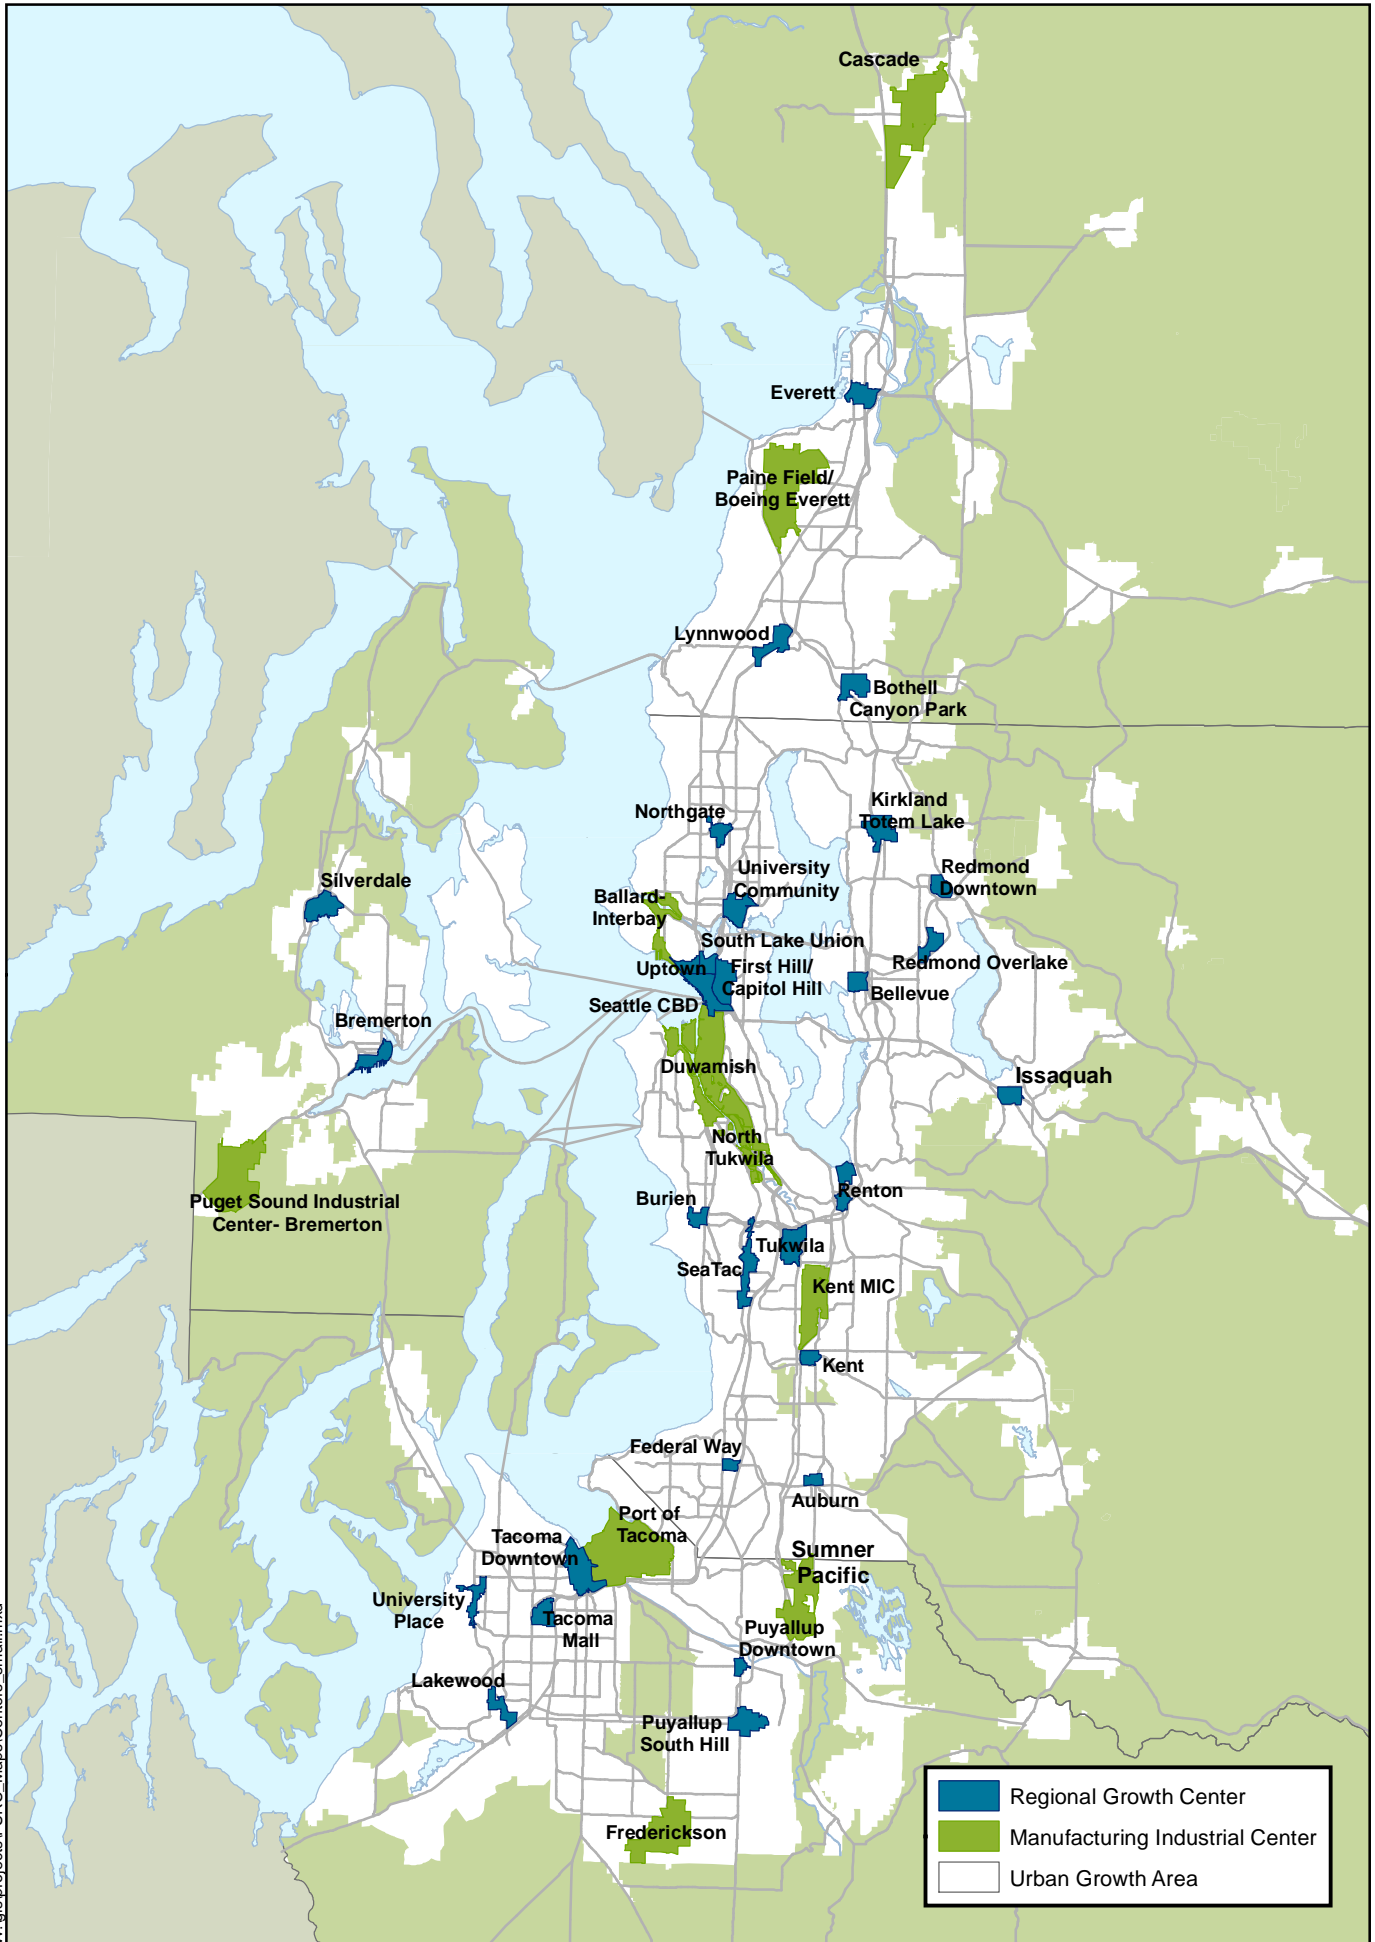 Cascade
Everett
Paine Field/
Boeing Everett
Lynnwood
Bothell
Canyon Park
Northgate
Kirkland
Totem Lake
University
Community
Redmond
Downtown
Silverdale
Ballard-
Interbay
South Lake Union
Uptown
First Hill/
Capitol Hill
Redmond Overlake
Bellevue
Seattle CBD
Bremerton
Duwamish
Issaquah
North
Tukwila
Puget Sound Industrial
Center- Bremerton
Burien
Renton
Tukwila
SeaTac
Kent MIC
Kent
Federal Way
Auburn
Port of
Tacoma
Tacoma
Downtown
Sumner
Pacific
University
Place
Tacoma
Mall
Puyallup
Downtown
Lakewood
Puyallup
South Hill
Frederickson
Regional Growth Center
Manufacturing Industrial Center
Urban Growth Area